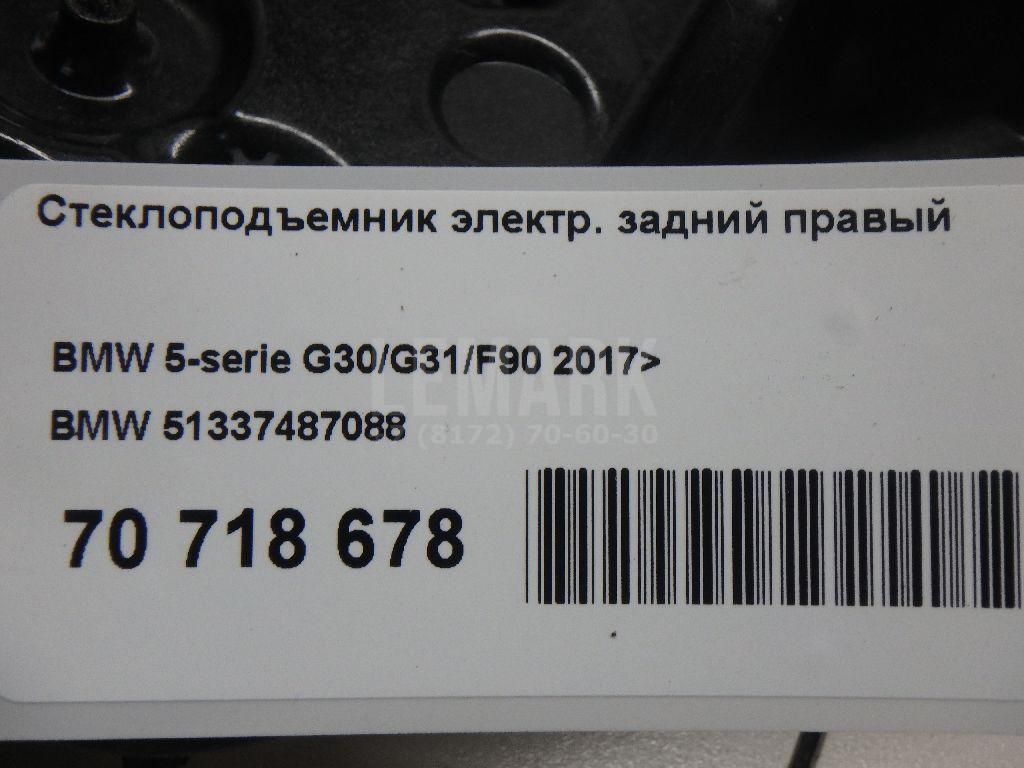 Стеклоподъемник электр. задний правый
BMW 5-serie G30/G31/F90 2017>
LEMARK
BMW 51337487088
(8172) 70-60-30
70 718 678